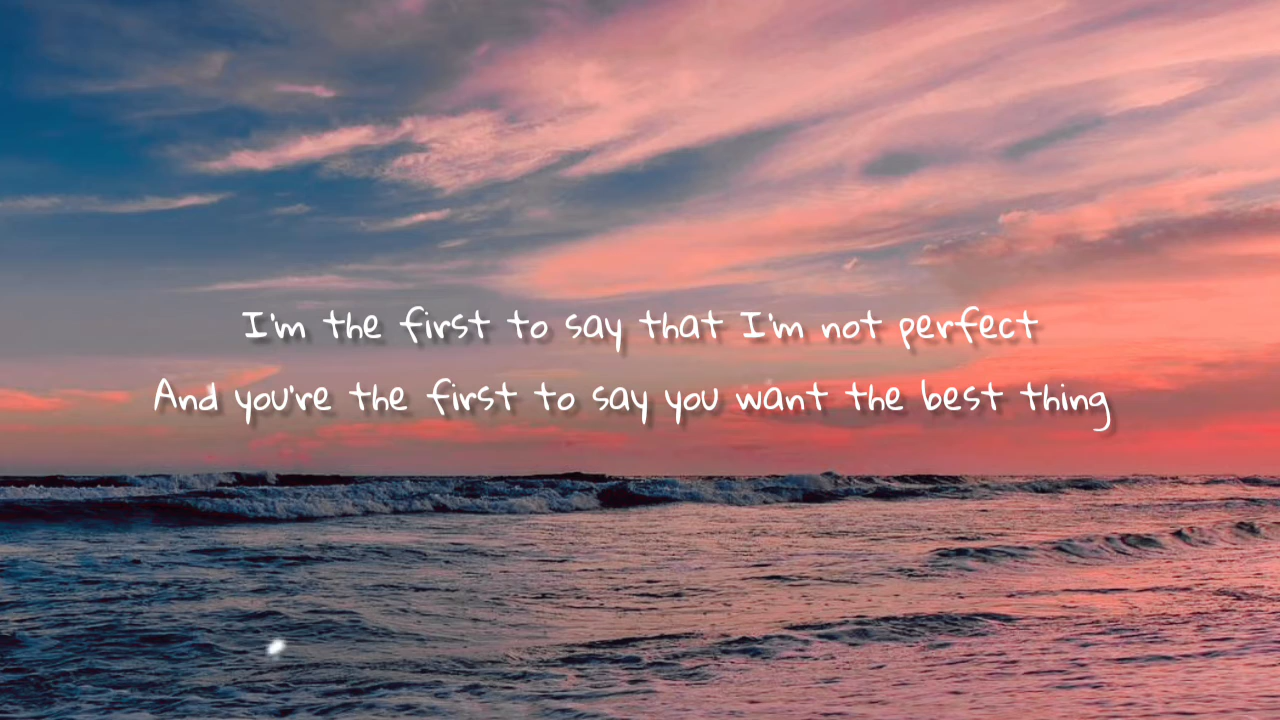 I'm the first to say that I'm not perfect
And you're the first to say you want the best thing